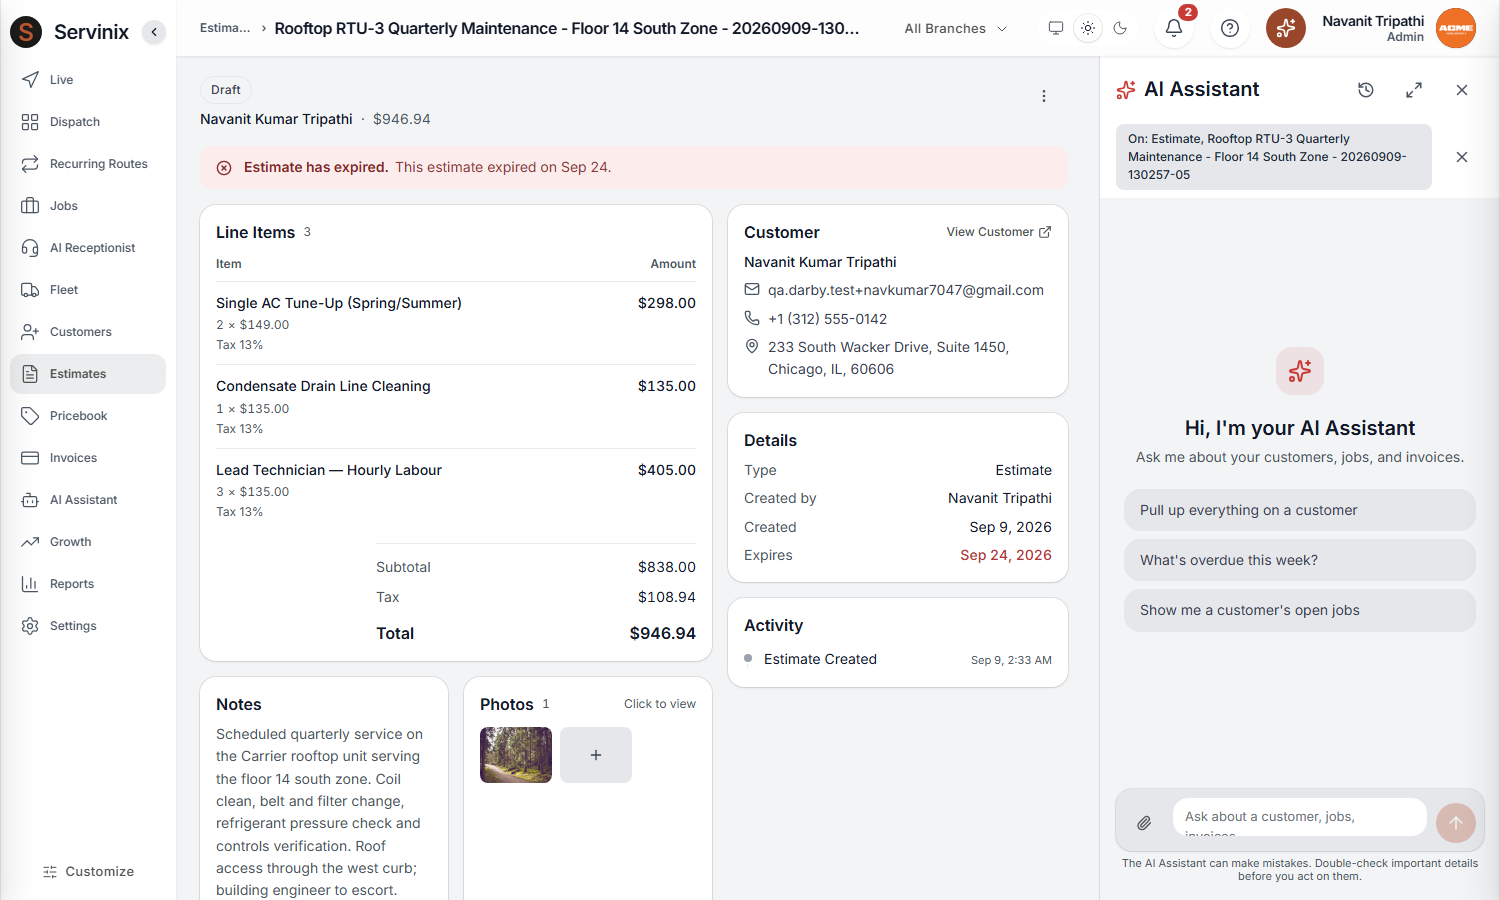 Servinix
Live
Dispatch
Recurring Routes
Jobs
AI Receptionist
Fleet
Customers
Estimates
Pricebook
Invoices
AI Assistant
Growth
Reports
Settings
Customize
Estima... › Rooftop RTU-3 Quarterly Maintenance - Floor 14 South Zone - 20260909-130...
All Branches
2
Navanit Tripathi
Admin
ACME
Draft
Navanit Kumar Tripathi · $946.94
Estimate has expired. This estimate expired on Sep 24.
Line Items 3
Item Amount
Single AC Tune-Up (Spring/Summer) $298.00
2 × $149.00
Tax 13%
Condensate Drain Line Cleaning $135.00
1 × $135.00
Tax 13%
Lead Technician — Hourly Labour $405.00
3 × $135.00
Tax 13%
Subtotal $838.00
Tax $108.94
Total $946.94
Notes
Scheduled quarterly service on
the Carrier rooftop unit serving
the floor 14 south zone. Coil
clean, belt and filter change,
refrigerant pressure check and
controls verification. Roof
access through the west curb;
building engineer to escort.
Photos 1 Click to view
Customer View Customer
Navanit Kumar Tripathi
qa.darby.test+navkumar7047@gmail.com
+1 (312) 555-0142
233 South Wacker Drive, Suite 1450,
Chicago, IL, 60606
Details
Type Estimate
Created by Navanit Tripathi
Created Sep 9, 2026
Expires Sep 24, 2026
Activity
Estimate Created Sep 9, 2:33 AM
AI Assistant
On: Estimate, Rooftop RTU-3 Quarterly
Maintenance - Floor 14 South Zone - 20260909-
130257-05
Hi, I'm your AI Assistant
Ask me about your customers, jobs, and invoices.
Pull up everything on a customer
What's overdue this week?
Show me a customer's open jobs
Ask about a customer, jobs,
The AI Assistant can make mistakes. Double-check important details
before you act on them.